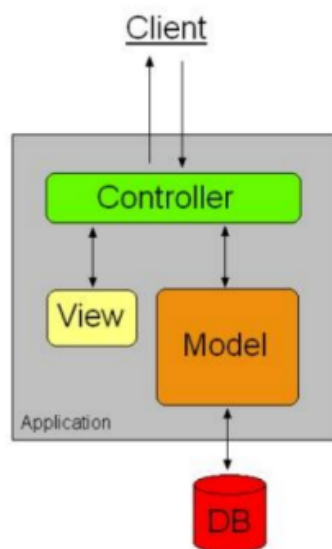 Client
Controller
View
Model
Application
DB